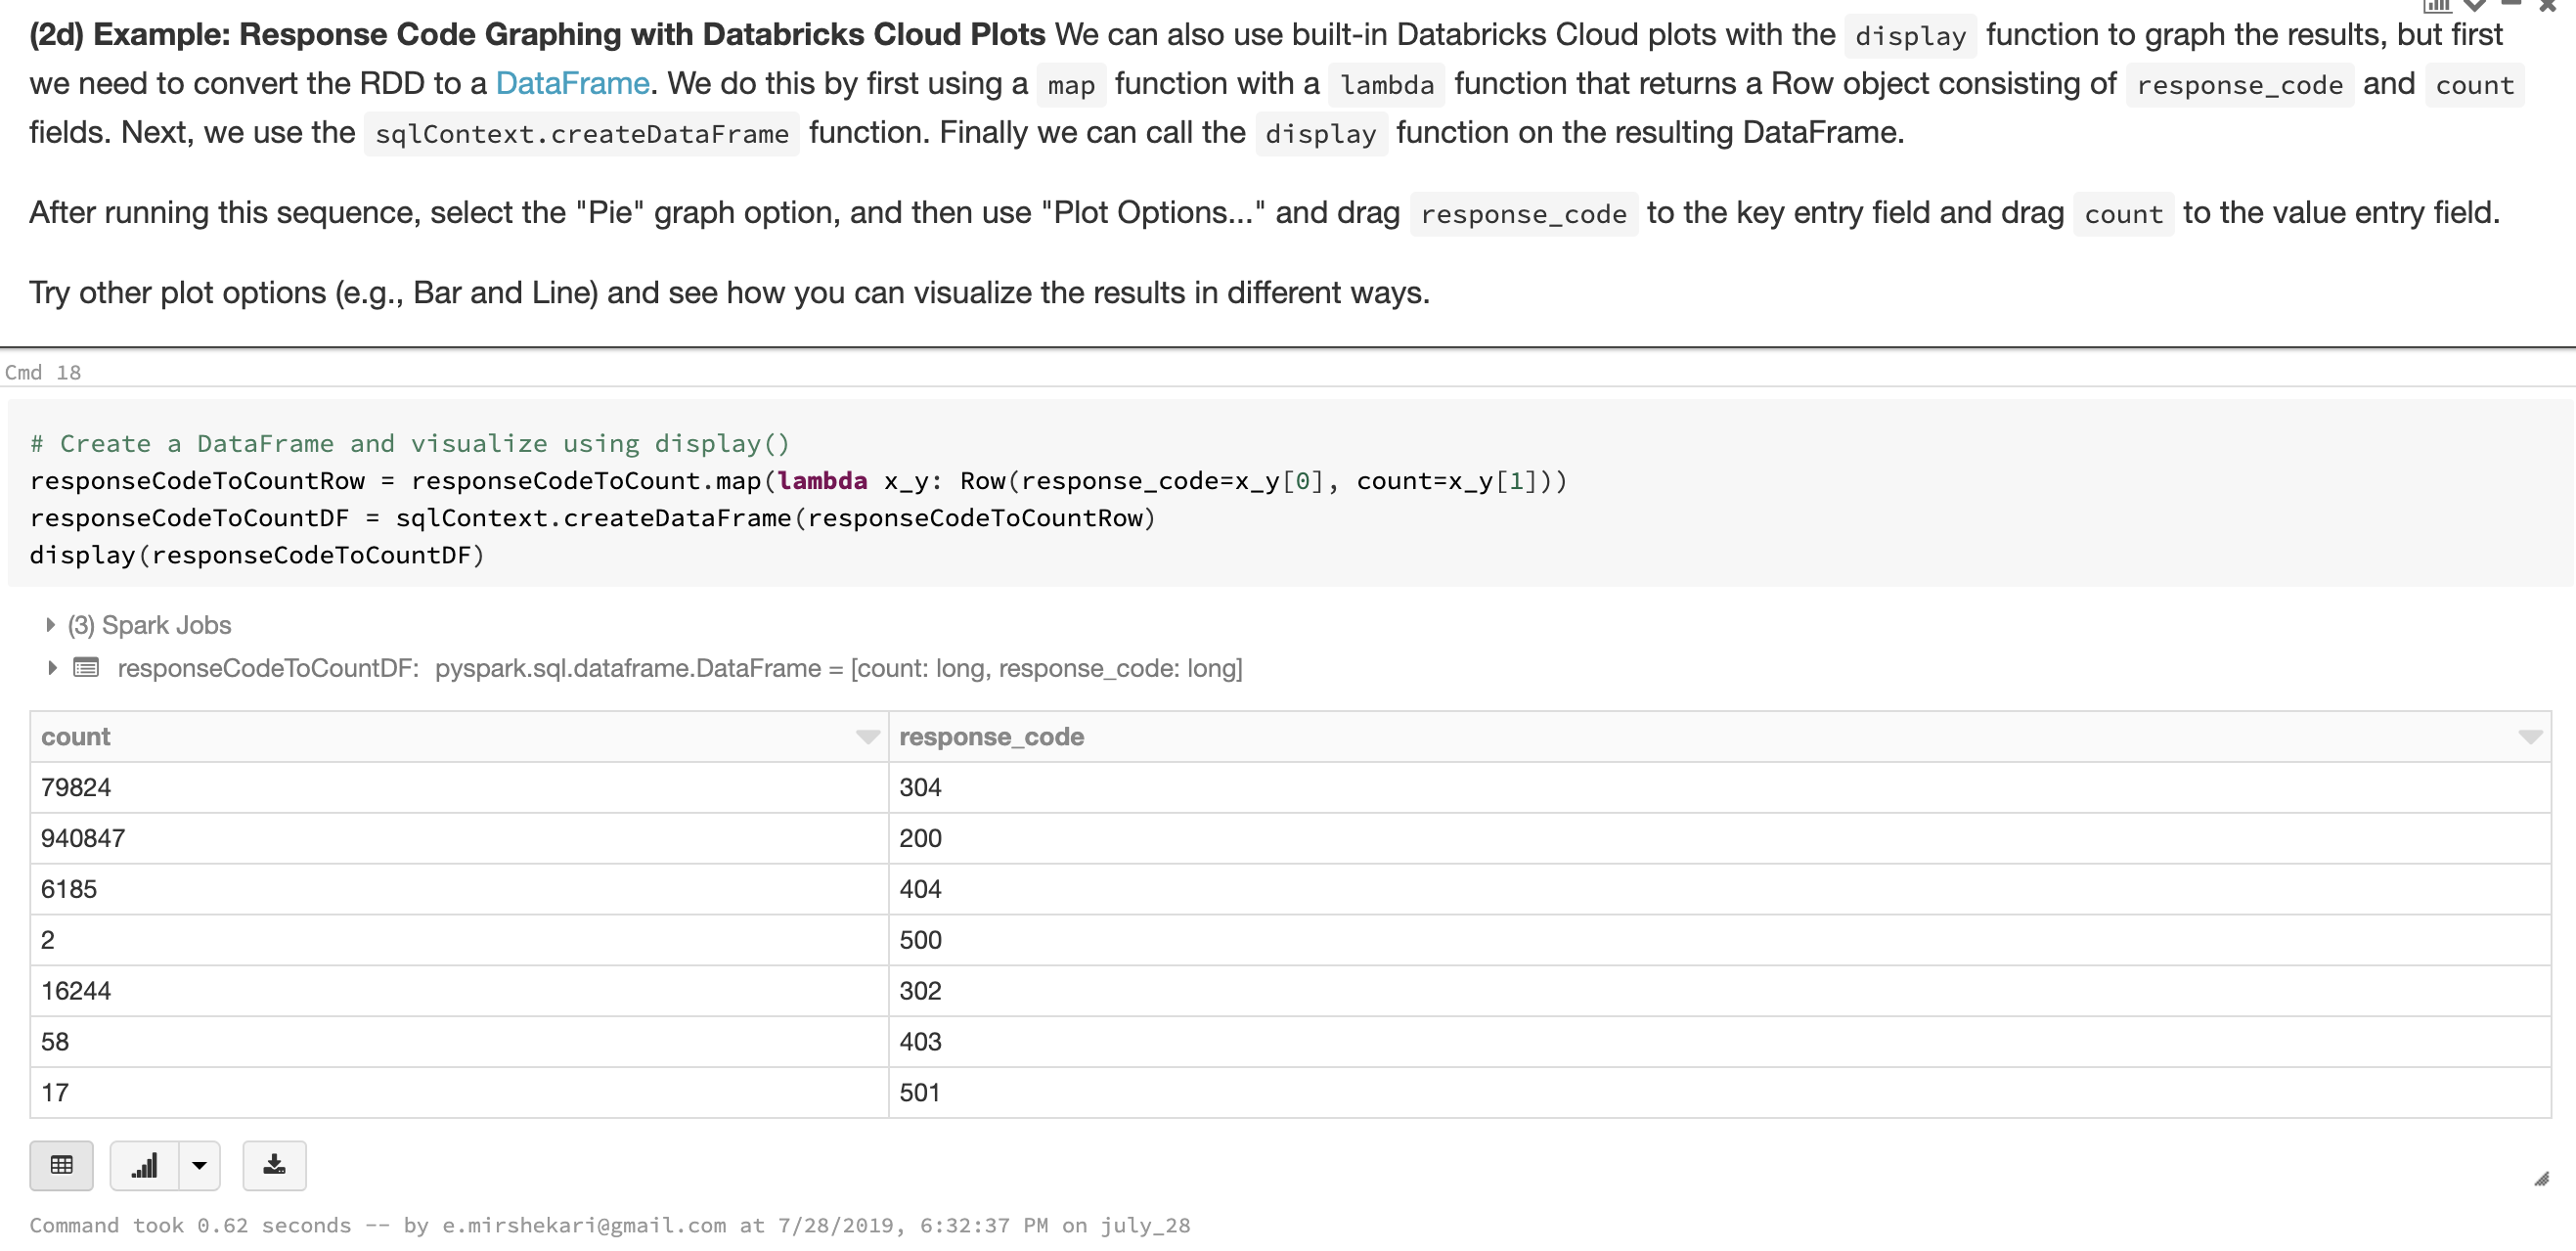 (2d) Example: Response Code Graphing with Databricks Cloud Plots We can also use built-in Databricks Cloud plots with the display function to graph the results, but first
we need to convert the RDD to a DataFrame. We do this by first using a map function with a lambda function that returns a Row object consisting of response_code and count
fields. Next, we use the sqlContext.createDataFrame function. Finally we can call the display function on the resulting DataFrame.
After running this sequence, select the "Pie" graph option, and then use "Plot Options..." and drag response_code to the key entry field and drag count to the value entry field.
Try other plot options (e.g., Bar and Line) and see how you can visualize the results in different ways.
Cmd 18
# Create a DataFrame and visualize using display()
responseCodeToCountRow = responseCodeToCount.map(lambda x_y: Row(response_code=x_y[0], count=x_y[1]))
responseCodeToCountDF = sqlContext.createDataFrame(responseCodeToCountRow)
display(responseCodeToCountDF)
(3) Spark Jobs
responseCodeToCountDF: pyspark.sql.dataframe.DataFrame = [count: long, response_code: long]
count response_code
79824 304
940847 200
6185 404
2 500
16244 302
58 403
17 501
Command took 0.62 seconds -- by e.mirshekari@gmail.com at 7/28/2019, 6:32:37 PM on july_28